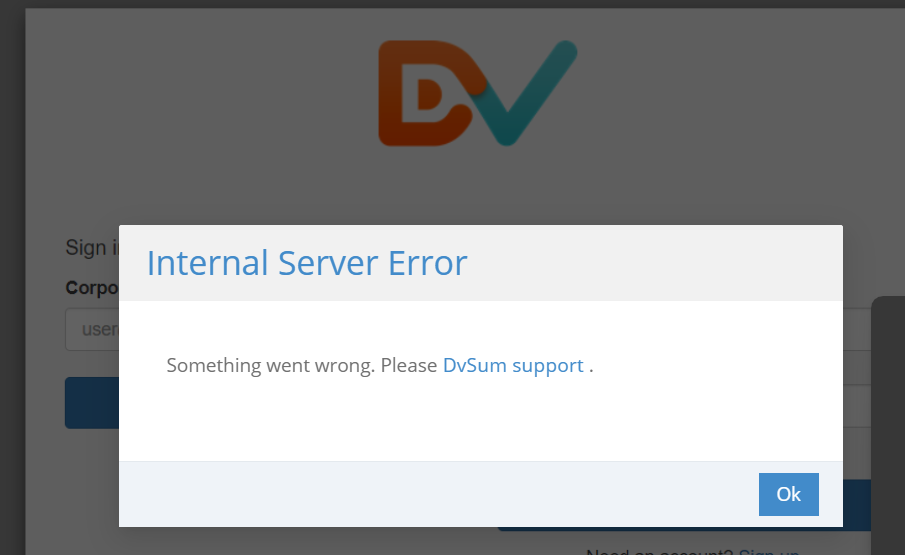 DV
Internal Server Error
Sign i
Corpo
user
Something went wrong. Please DvSum support .
Ok
Need an account? Sign up